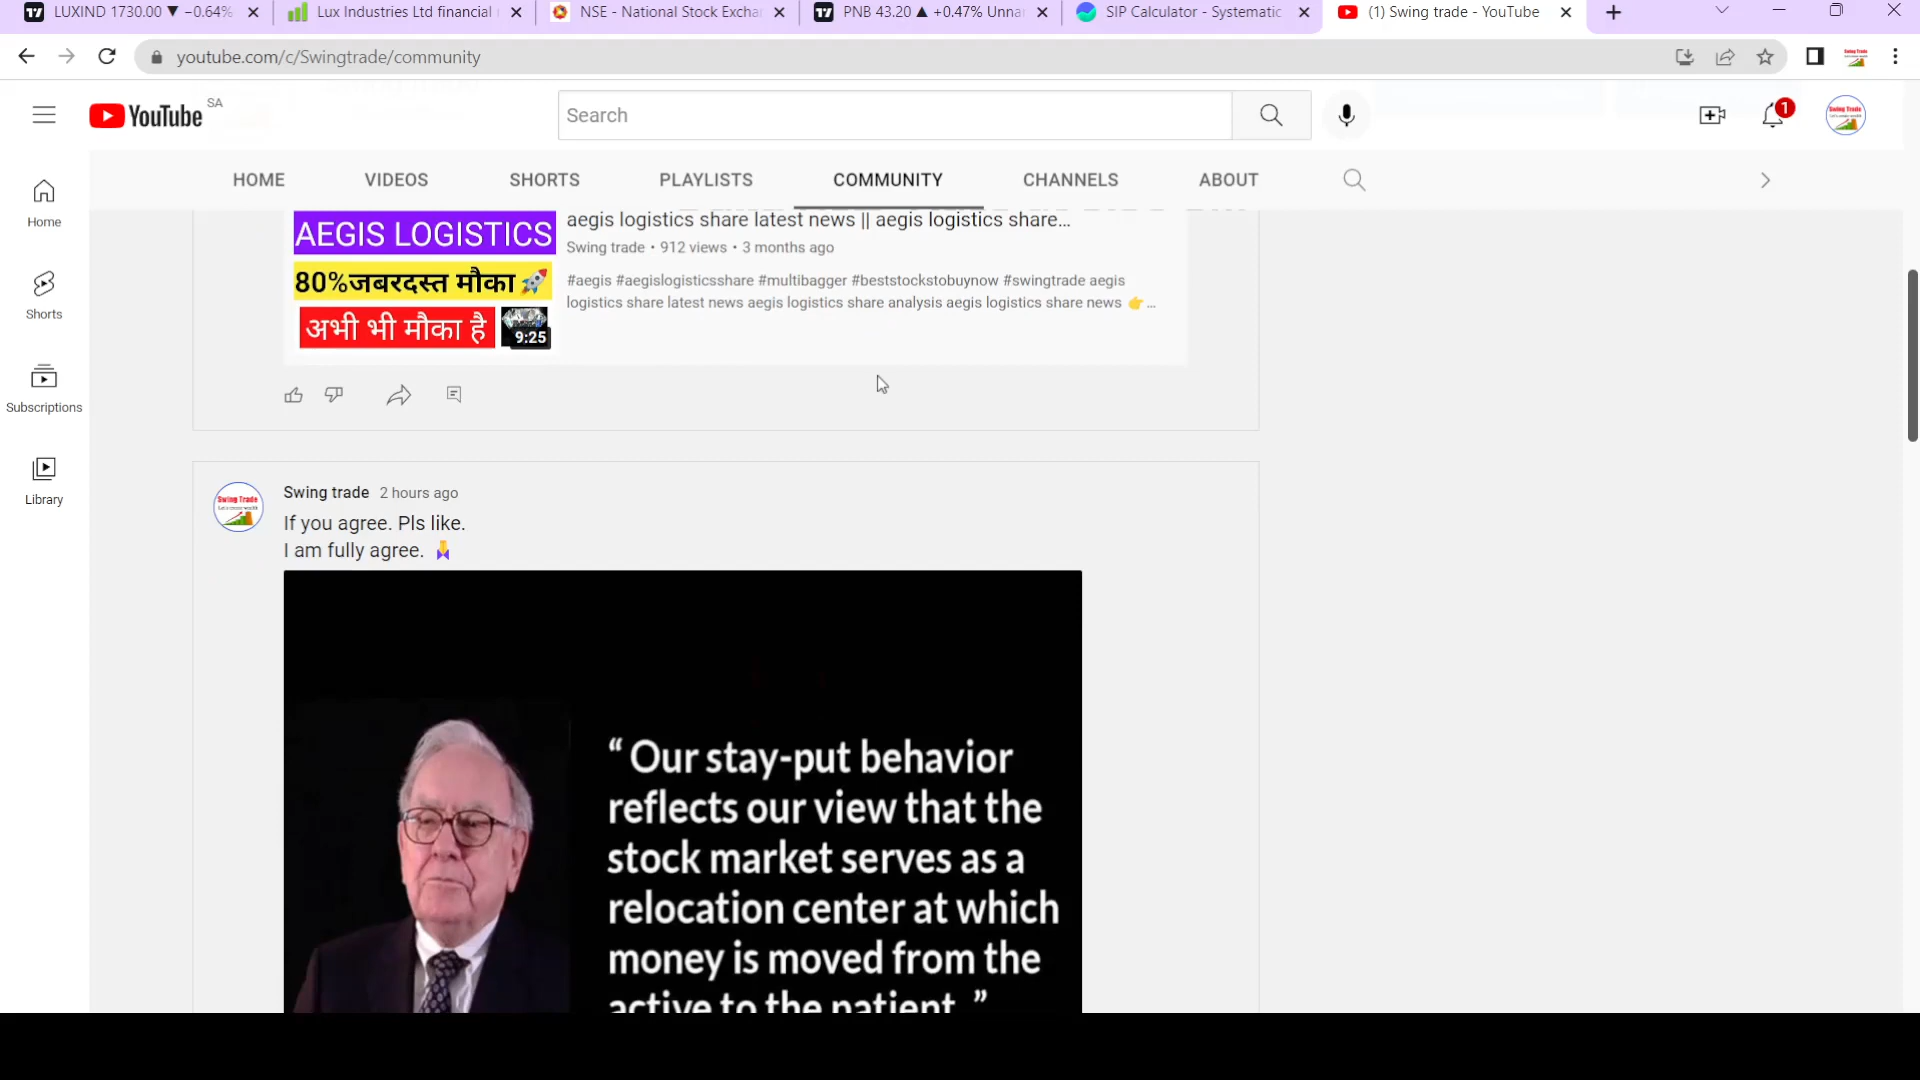 LUXIND 1730.00 ▼ −0.64%
Lux Industries Ltd financial
NSE - National Stock Excha
PNB 43.20 ▲ +0.47% Unna
SIP Calculator - Systematic
(1) Swing trade - YouTube
youtube.com/c/Swingtrade/community
YouTube SA
Search
1
HOME VIDEOS SHORTS PLAYLISTS COMMUNITY CHANNELS ABOUT
Home
Shorts
Subscriptions
Library
AEGIS LOGISTICS
80%जबरदस्त मौका🚀
अभी भी मौका है
9:25
aegis logistics share latest news || aegis logistics share...
Swing trade • 912 views • 3 months ago
#aegis #aegislogisticsshare #multibagger #beststockstobuynow #swingtrade aegis
logistics share latest news aegis logistics share analysis aegis logistics share news 👉 ...
Swing Trade
Swing trade 2 hours ago
If you agree. Pls like.
I am fully agree. 🙏
“ Our stay-put behavior
reflects our view that the
stock market serves as a
relocation center at which
money is moved from the
active to the patient. ”